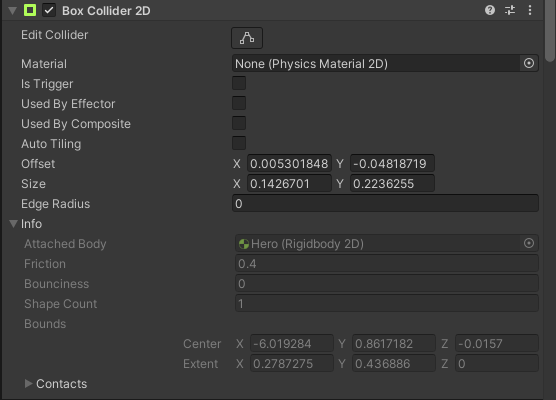 Box Collider 2D
Edit Collider
Material None (Physics Material 2D)
Is Trigger
Used By Effector
Used By Composite
Auto Tiling
Offset X 0.005301848 Y -0.04818719
Size X 0.1426701 Y 0.2236255
Edge Radius 0
Info
Attached Body Hero (Rigidbody 2D)
Friction 0.4
Bounciness 0
Shape Count 1
Bounds
Center X -6.019284 Y 0.8617182 Z -0.0157
Extent X 0.2787275 Y 0.436886 Z 0
Contacts